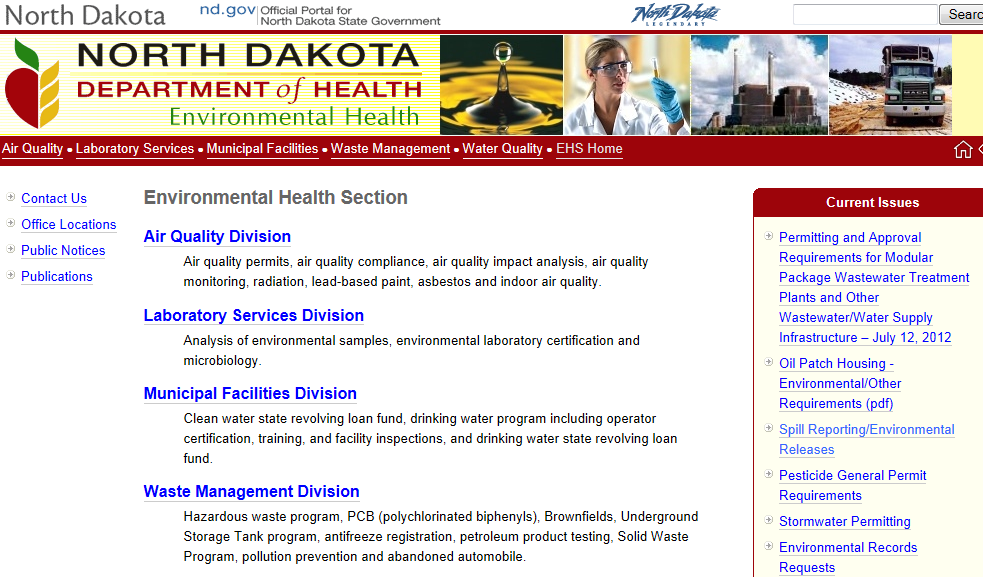 North Dakota
nd.gov Official Portal for
North Dakota State Government
North Dakota
LEGENDARY
Searc
NORTH DAKOTA
DEPARTMENT of HEALTH
Environmental Health
MACK
Air Quality • Laboratory Services • Municipal Facilities • Waste Management • Water Quality • EHS Home
Contact Us
Office Locations
Public Notices
Publications
Environmental Health Section
Air Quality Division
Air quality permits, air quality compliance, air quality impact analysis, air quality
monitoring, radiation, lead-based paint, asbestos and indoor air quality.
Laboratory Services Division
Analysis of environmental samples, environmental laboratory certification and
microbiology.
Municipal Facilities Division
Clean water state revolving loan fund, drinking water program including operator
certification, training, and facility inspections, and drinking water state revolving loan
fund.
Waste Management Division
Hazardous waste program, PCB (polychlorinated biphenyls), Brownfields, Underground
Storage Tank program, antifreeze registration, petroleum product testing, Solid Waste
Program, pollution prevention and abandoned automobile.
Current Issues
Permitting and Approval
Requirements for Modular
Package Wastewater Treatment
Plants and Other
Wastewater/Water Supply
Infrastructure – July 12, 2012
Oil Patch Housing -
Environmental/Other
Requirements (pdf)
Spill Reporting/Environmental
Releases
Pesticide General Permit
Requirements
Stormwater Permitting
Environmental Records
Requests